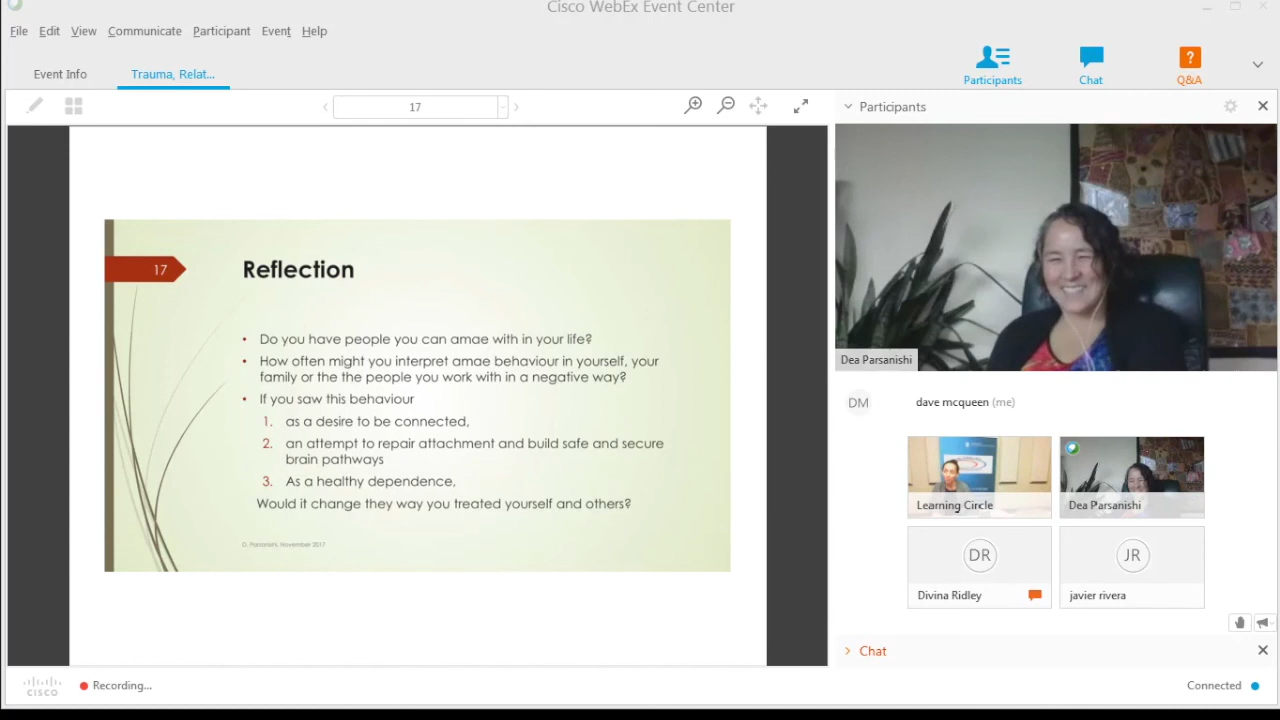 Cisco WebEx Event Center
File Edit View Communicate Participant Event Help
Event Info
Trauma, Relat...
Participants
Chat
Q&A
?
17
Participants
17
Reflection
• Do you have people you can amae with in your life?
• How often might you interpret amae behaviour in yourself, your
family or the the people you work with in a negative way?
• If you saw this behaviour
1. as a desire to be connected,
2. an attempt to repair attachment and build safe and secure
brain pathways
3. As a healthy dependence,
Would it change they way you treated yourself and others?
D. Parsanishi, November 2017
Dea Parsanishi
DM
dave mcqueen (me)
Learning Circle
Dea Parsanishi
DR
Divina Ridley
JR
javier rivera
Chat
CISCO
Recording...
Connected